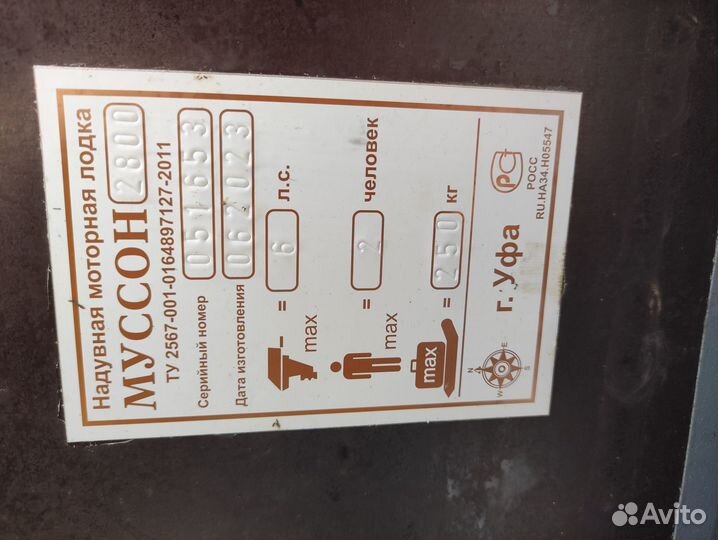 Надувная моторная лодка
МУССОН 2800
ТУ 2567-001-0164897127-2011
Серийный номер 051653
Дата изготовления 062023
max = 6 л.с.
max = 2 человек
max = 250 кг
г. Уфа
N E S W
РС
РОСС
RU.HA34.H05547
Avito